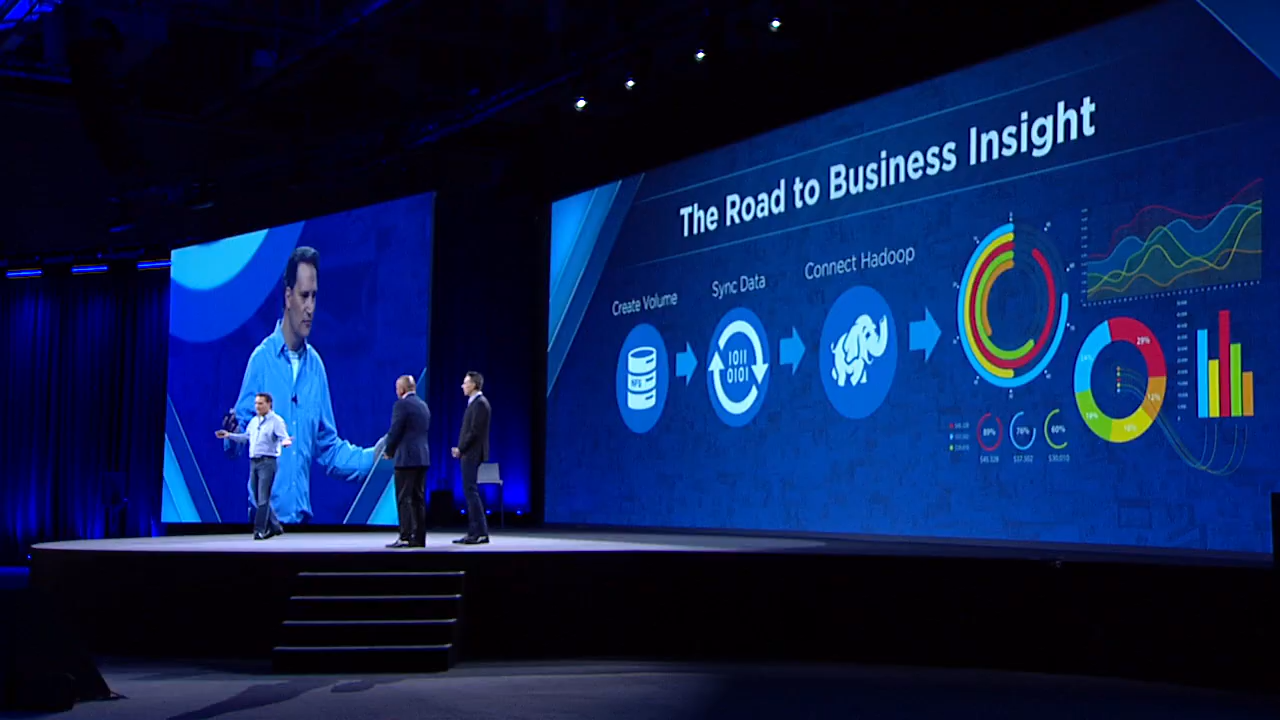 The Road to Business Insight
Create Volume
Sync Data
Connect Hadoop
NFS
1011
0101
29%
89%
76%
60%